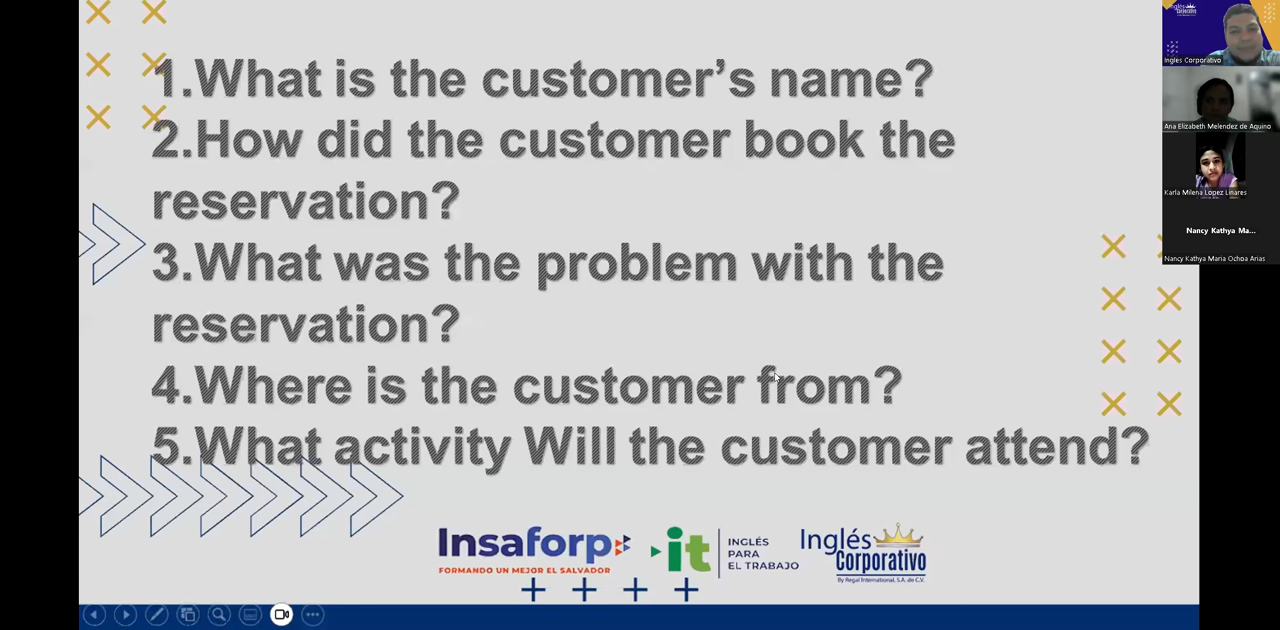 1.What is the customer's name?
2.How did the customer book the
reservation?
3.What was the problem with the
reservation?
4.Where is the customer from?
5.What activity Will the customer attend?
Insaforp
FORMANDO UN MEJOR EL SALVADOR
it
INGLÉS
PARA
EL TRABAJO
Inglés
Corporativo
By Regal International, S.A. de C.V.
Ingles Corporativo
Ana Elizabeth Melendez de Aquino
Karla Milena Lopez Linares
Nancy Kathya Ma...
Nancy Kathya Maria Ochoa Arias